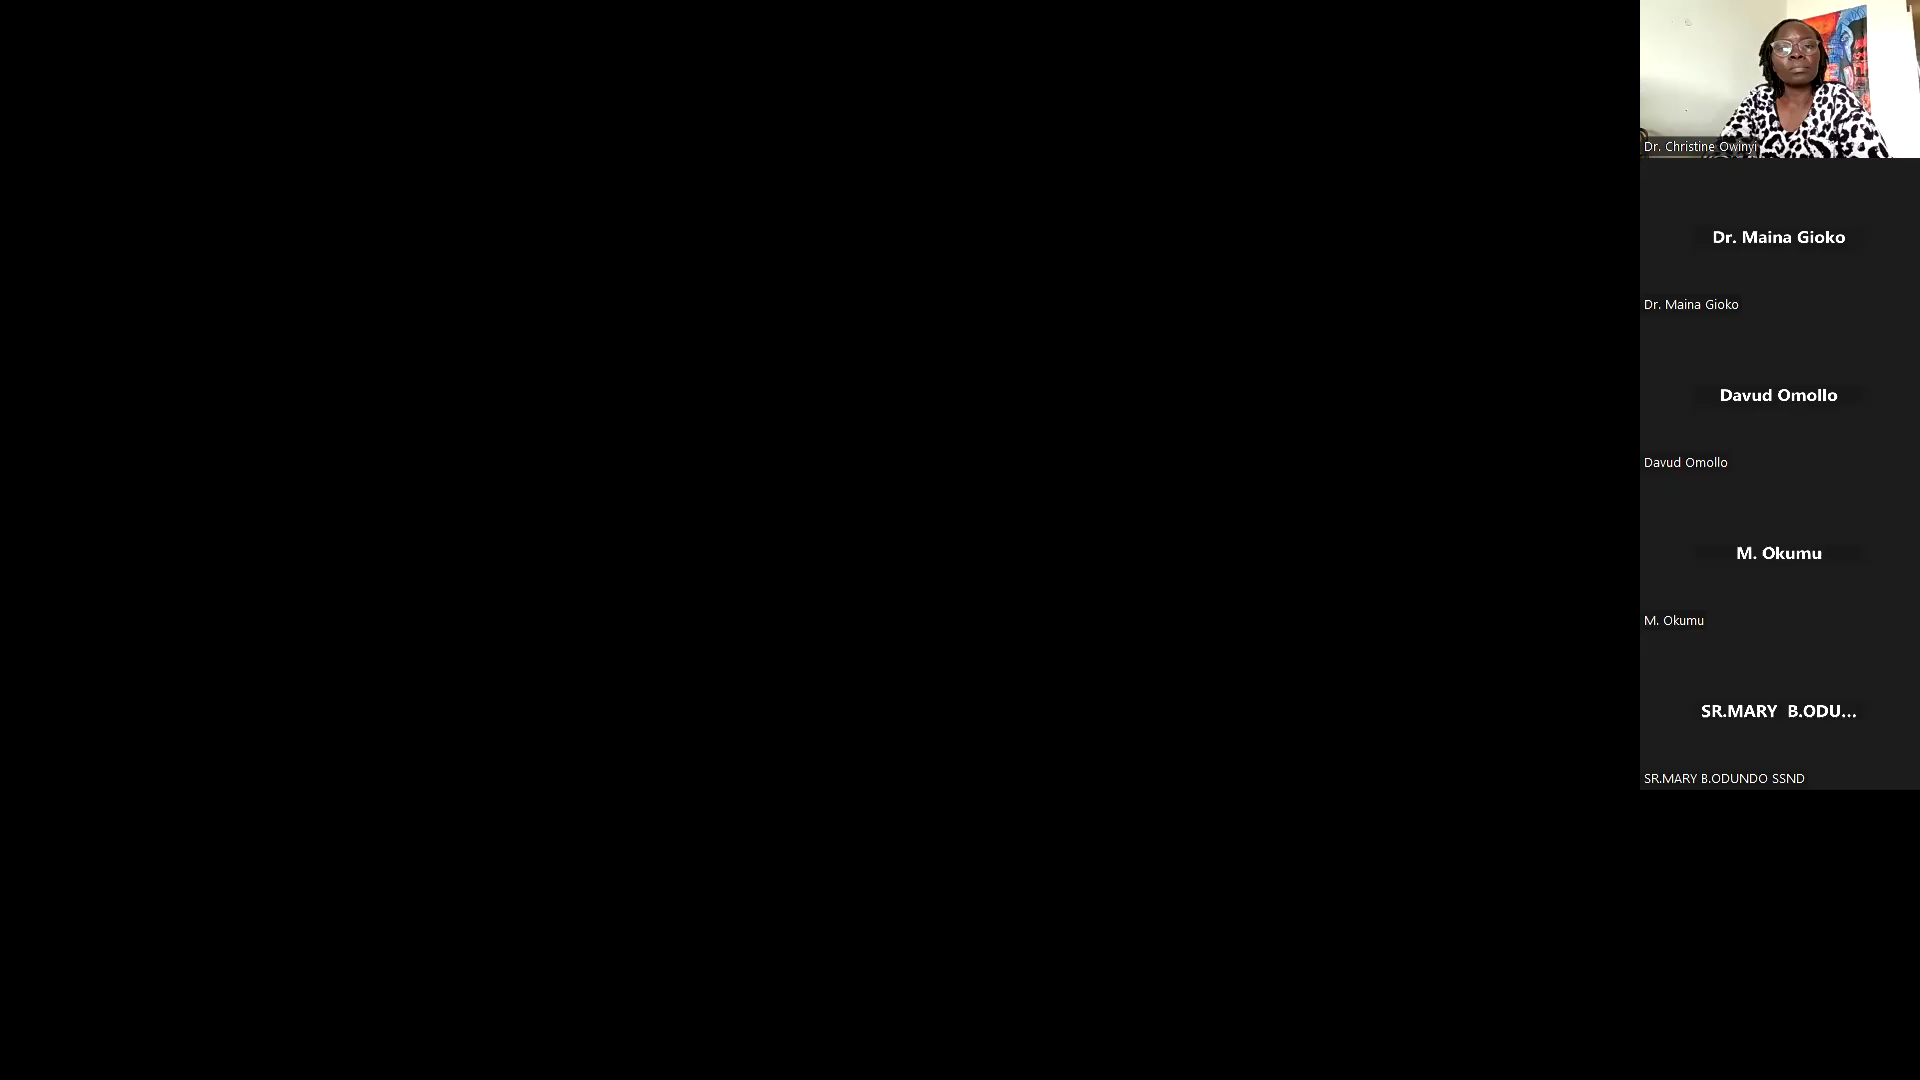 Dr. Christine Owinyi
Dr. Maina Gioko
Dr. Maina Gioko
Davud Omollo
Davud Omollo
M. Okumu
M. Okumu
SR.MARY  B.ODU...
SR.MARY B.ODUNDO SSND